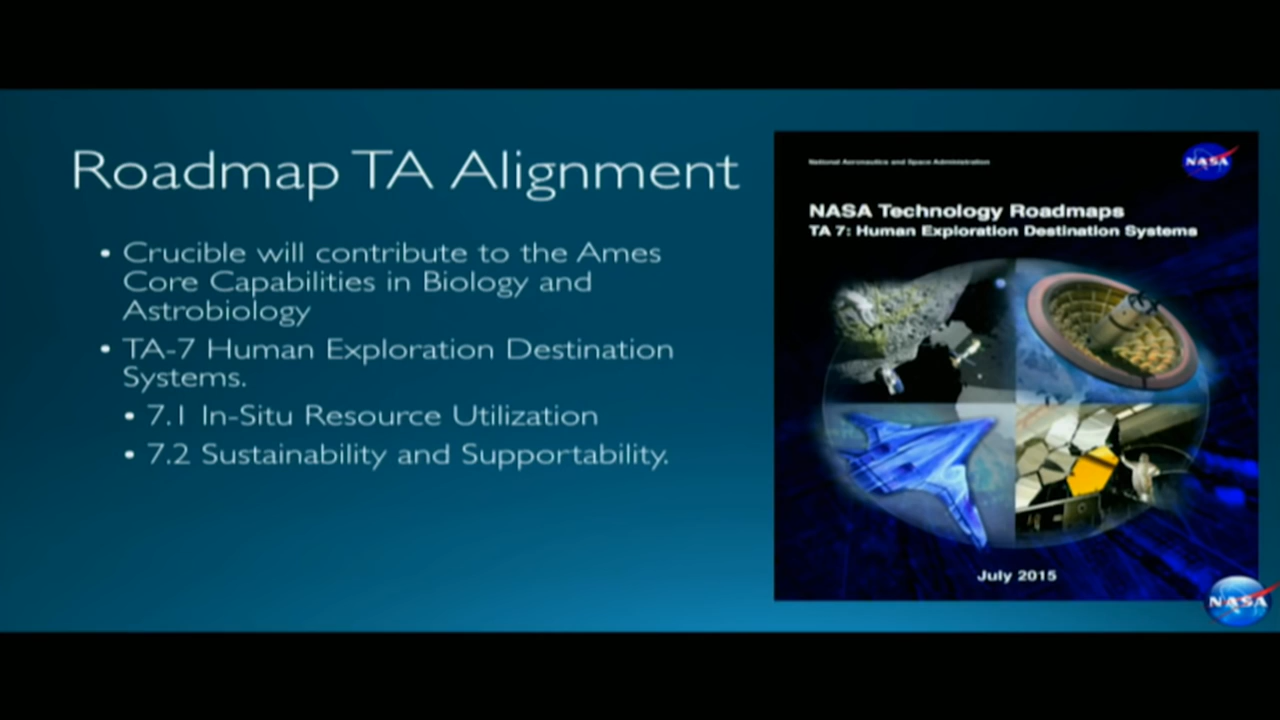 Roadmap TA Alignment
• Crucible will contribute to the Ames
Core Capabilities in Biology and
Astrobiology
• TA-7 Human Exploration Destination
Systems.
• 7.1 In-Situ Resource Utilization
• 7.2 Sustainability and Supportability.
National Aeronautics and Space Administration
NASA
NASA Technology Roadmaps
TA 7: Human Exploration Destination Systems
July 2015
NASA